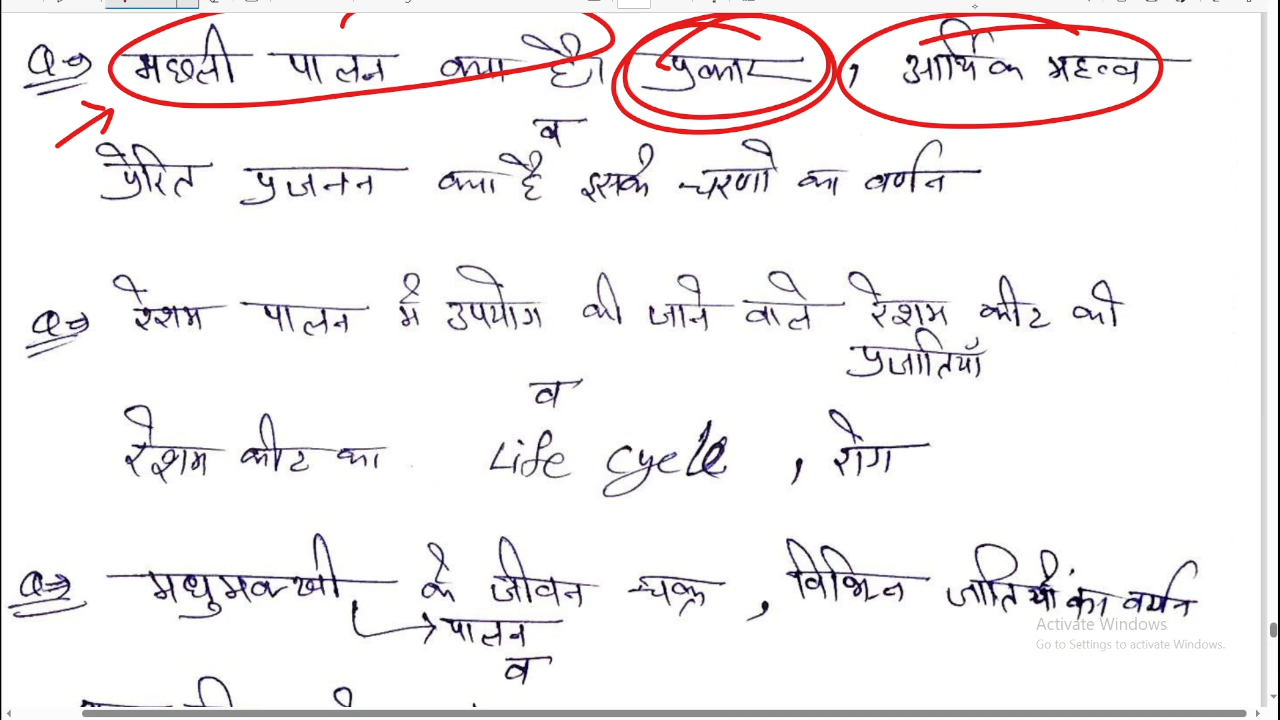 Q⇒ मछली पालन क्या है। प्रकार, आर्थिक महत्व
व
प्रेरित प्रजनन क्या है इसके चरणो का वर्णन
Q⇒ रेशम पालन मे उपयोग की जाने वाले रेशम कीट की
प्रजातियाँ
व
रेशम कीट का Life Cycle, रोग
Q⇒ मधुमक्खी के जीवन चक्र, विभिन्न जातियों का वर्णन
→ पालन
व
Activate Windows
Go to Settings to activate Windows.